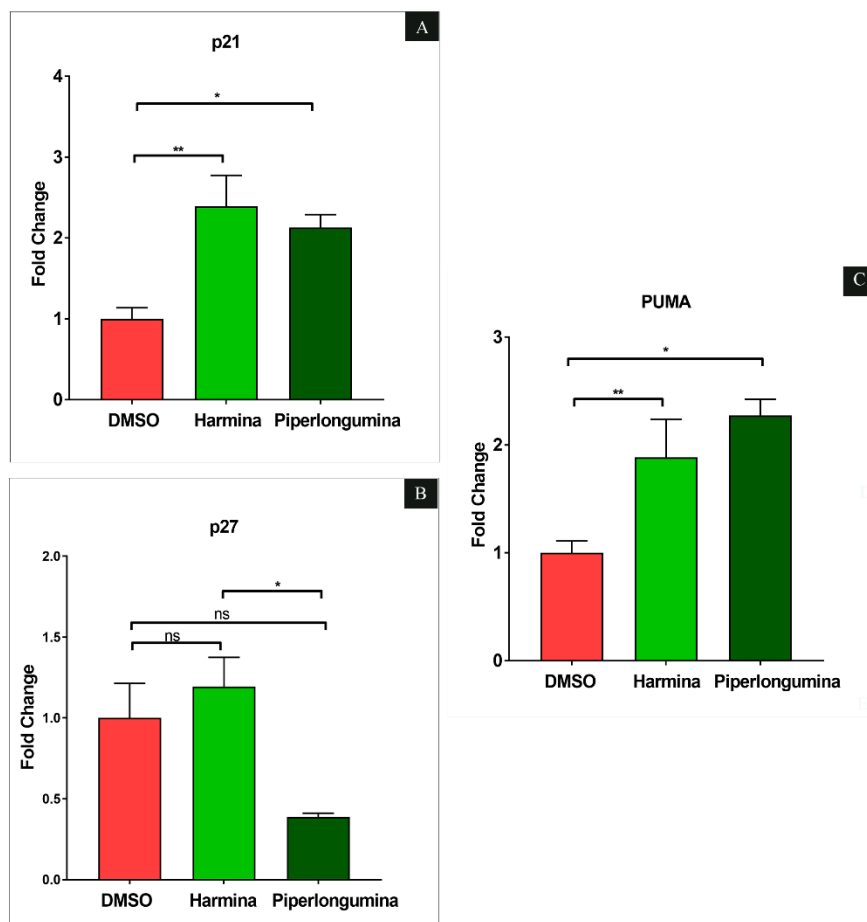 A
p21
4
3
2
1
0
Fold Change
*
**
DMSO Harmina Piperlongumina
B
p27
2.0
1.5
1.0
0.5
0.0
Fold Change
*
ns
ns
DMSO Harmina Piperlongumina
C
PUMA
3
2
1
0
Fold Change
*
**
DMSO Harmina Piperlongumina